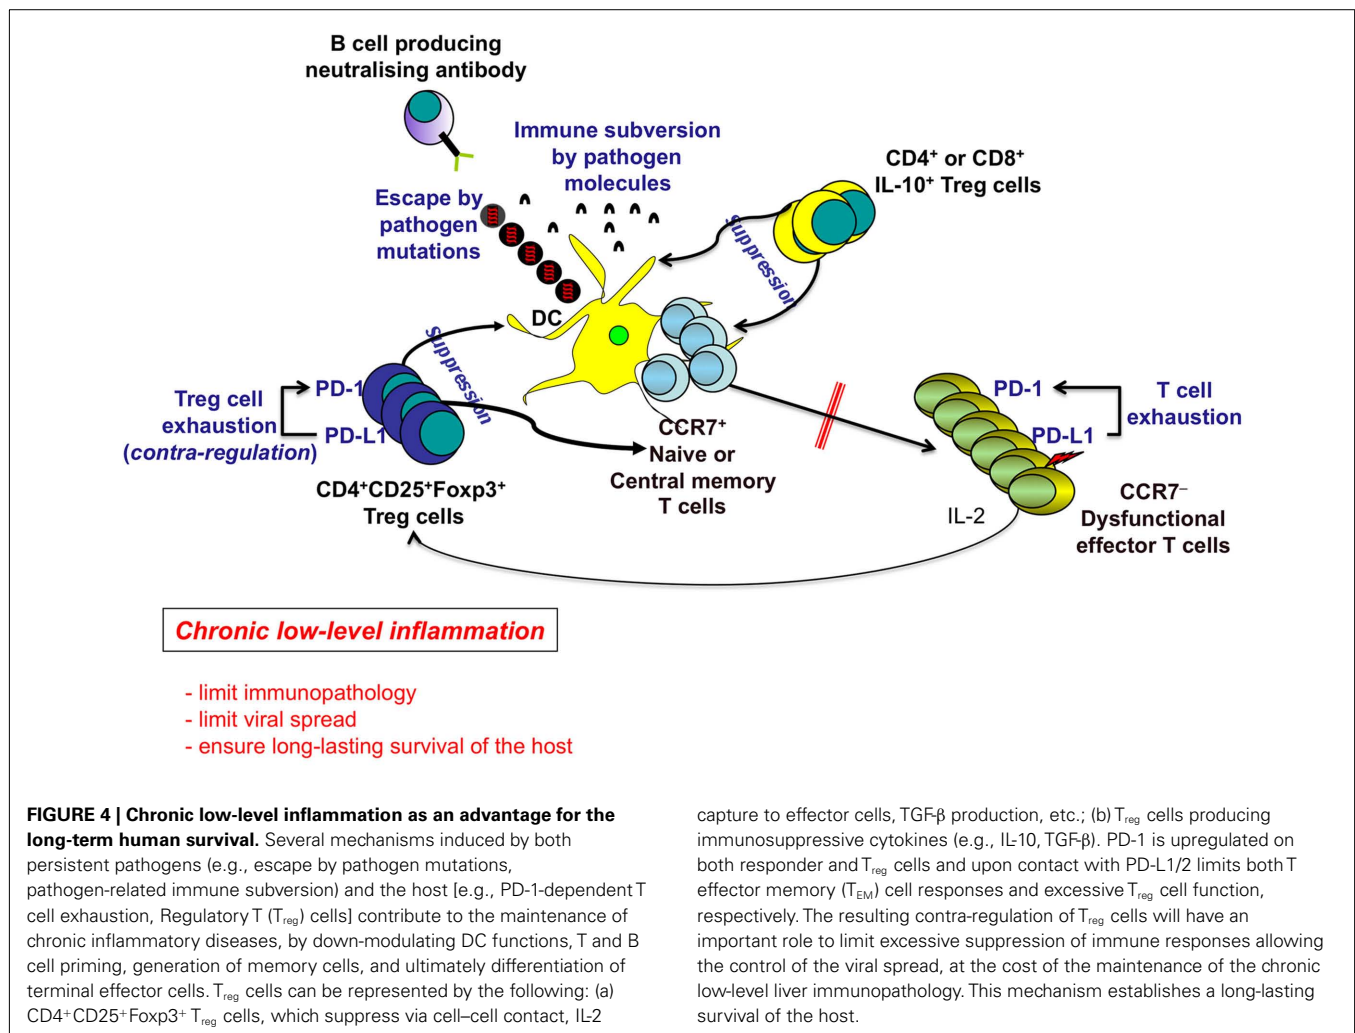 B cell producing
neutralising antibody
Immune subversion
by pathogen
molecules
CD4⁺ or CD8⁺
IL-10⁺ Treg cells
Escape by
pathogen
mutations
suppression
DC
suppression
Treg cell
exhaustion
(contra-regulation)
PD-1
PD-L1
CD4⁺CD25⁺Foxp3⁺
Treg cells
CCR7⁺
Naive or
Central memory
T cells
PD-1
PD-L1
T cell
exhaustion
IL-2
CCR7⁻
Dysfunctional
effector T cells
Chronic low-level inflammation
- limit immunopathology
- limit viral spread
- ensure long-lasting survival of the host
FIGURE 4 | Chronic low-level inflammation as an advantage for the
long-term human survival. Several mechanisms induced by both
persistent pathogens (e.g., escape by pathogen mutations,
pathogen-related immune subversion) and the host [e.g., PD-1-dependent T
cell exhaustion, Regulatory T (Treg) cells] contribute to the maintenance of
chronic inflammatory diseases, by down-modulating DC functions, T and B
cell priming, generation of memory cells, and ultimately differentiation of
terminal effector cells. Treg cells can be represented by the following: (a)
CD4⁺CD25⁺Foxp3⁺ Treg cells, which suppress via cell–cell contact, IL-2
capture to effector cells, TGF-β production, etc.; (b) Treg cells producing
immunosuppressive cytokines (e.g., IL-10, TGF-β). PD-1 is upregulated on
both responder and Treg cells and upon contact with PD-L1/2 limits both T
effector memory (TEM) cell responses and excessive Treg cell function,
respectively. The resulting contra-regulation of Treg cells will have an
important role to limit excessive suppression of immune responses allowing
the control of the viral spread, at the cost of the maintenance of the chronic
low-level liver immunopathology. This mechanism establishes a long-lasting
survival of the host.